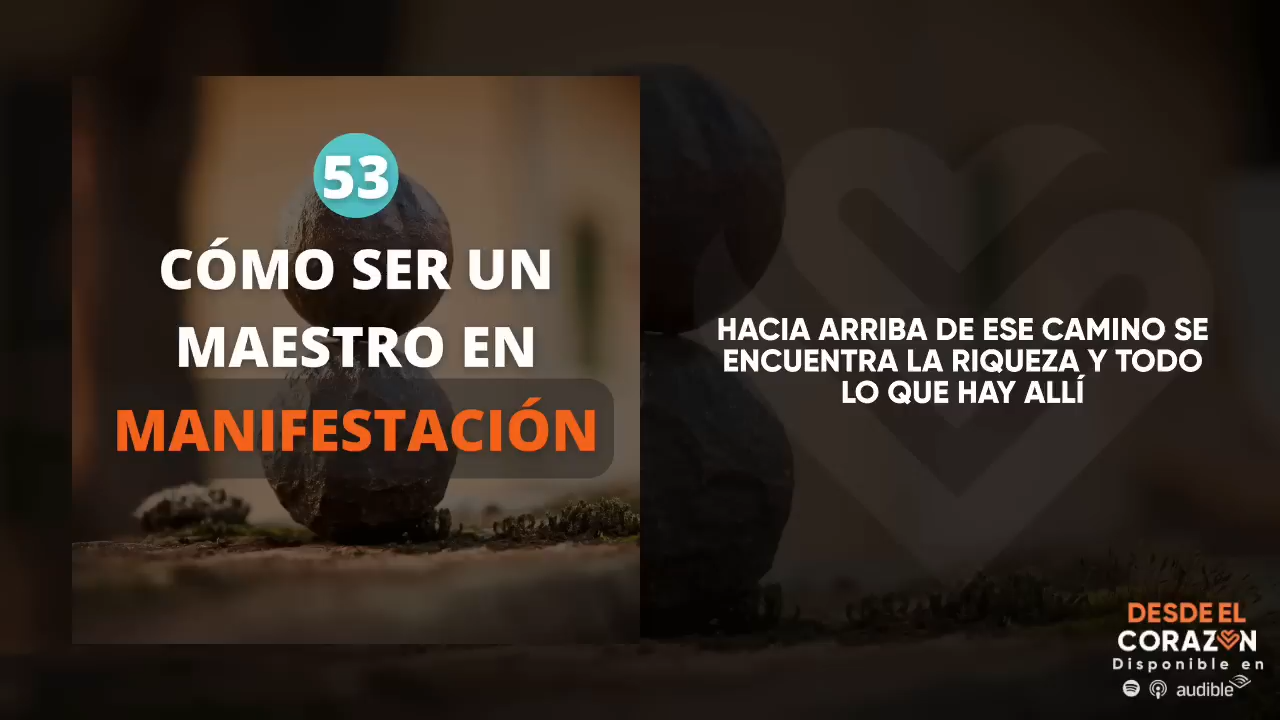 53
CÓMO SER UN
MAESTRO EN
MANIFESTACIÓN
HACIA ARRIBA DE ESE CAMINO SE
ENCUENTRA LA RIQUEZA Y TODO
LO QUE HAY ALLÍ
DESDE EL
CORAZÓN
Disponible en
audible